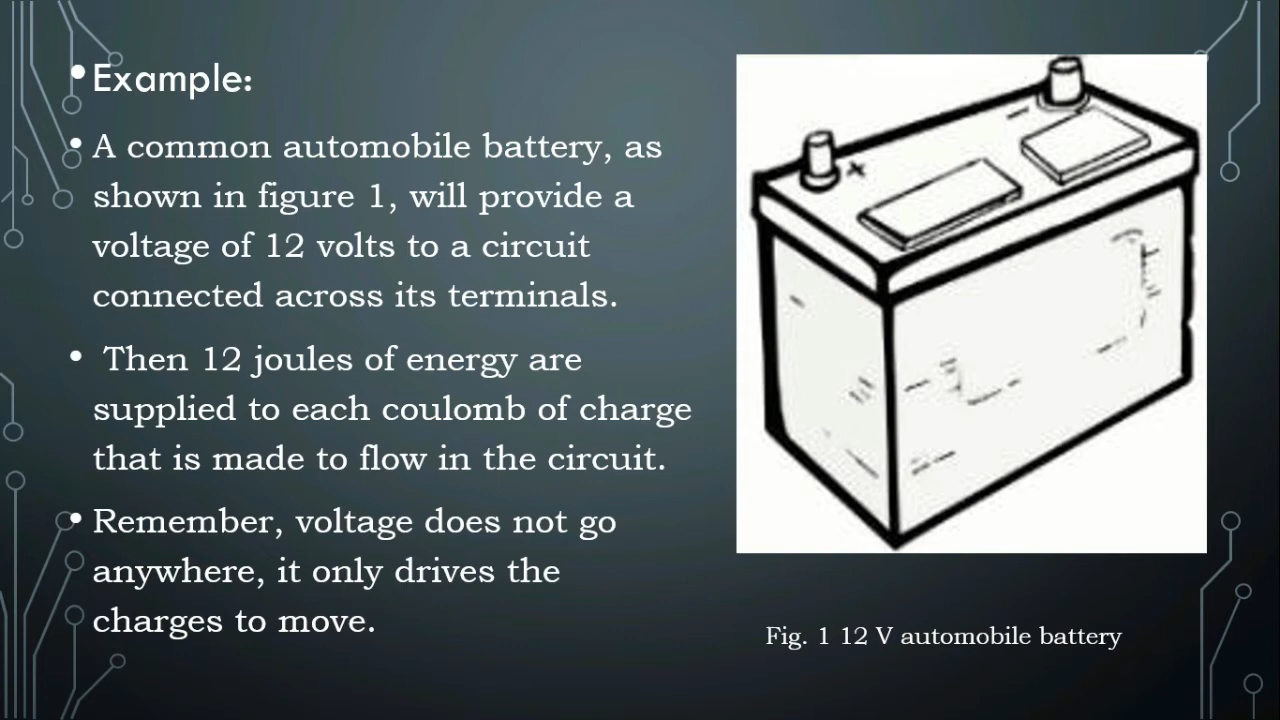 • Example:
• A common automobile battery, as
shown in figure 1, will provide a
voltage of 12 volts to a circuit
connected across its terminals.
• Then 12 joules of energy are
supplied to each coulomb of charge
that is made to flow in the circuit.
• Remember, voltage does not go
anywhere, it only drives the
charges to move.
+
−
Fig. 1 12 V automobile battery